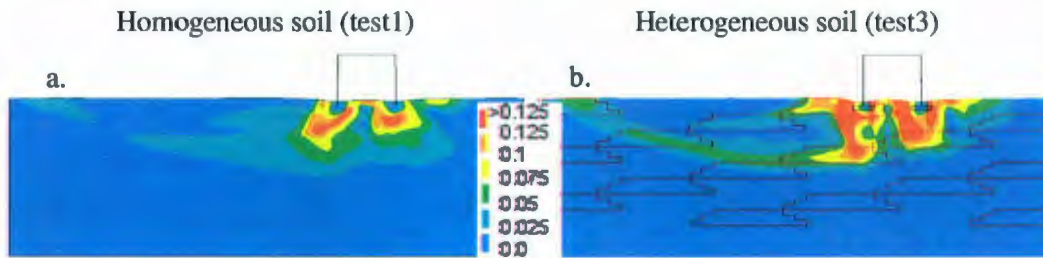 Homogeneous soil (test1)
Heterogeneous soil (test3)
a.
b.
>0.125
0.125
0.1
0.075
0.05
0.025
0.0